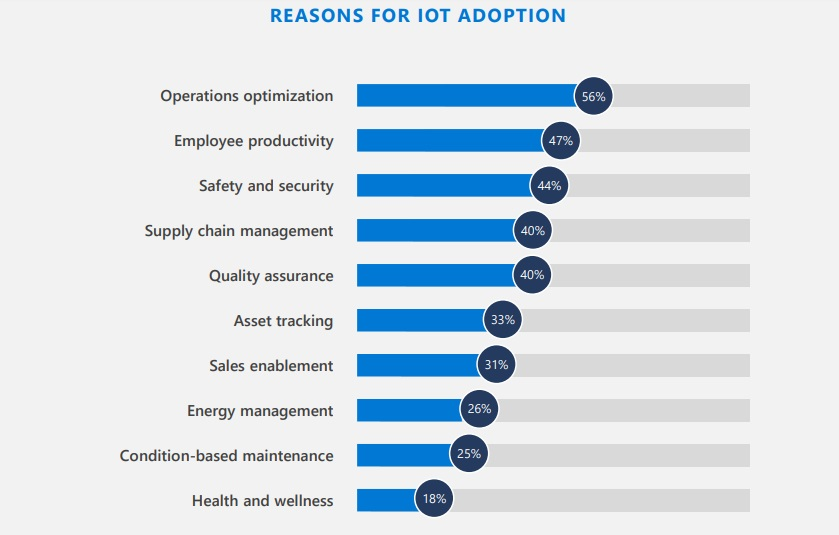 REASONS FOR IOT ADOPTION
Operations optimization 56%
Employee productivity 47%
Safety and security 44%
Supply chain management 40%
Quality assurance 40%
Asset tracking 33%
Sales enablement 31%
Energy management 26%
Condition-based maintenance 25%
Health and wellness 18%